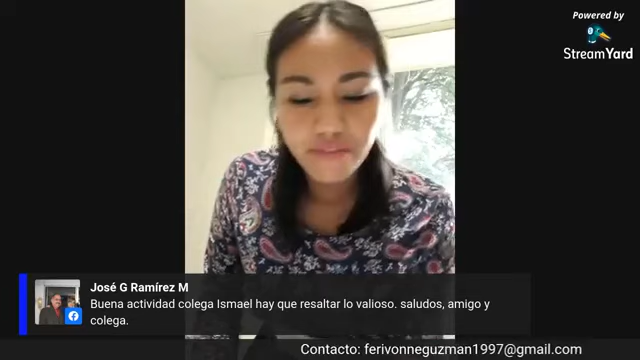 Powered by
StreamYard
José G Ramírez M
Buena actividad colega Ismael hay que resaltar lo valioso. saludos, amigo y
colega.
Contacto: ferivonneguzman1997@gmail.com